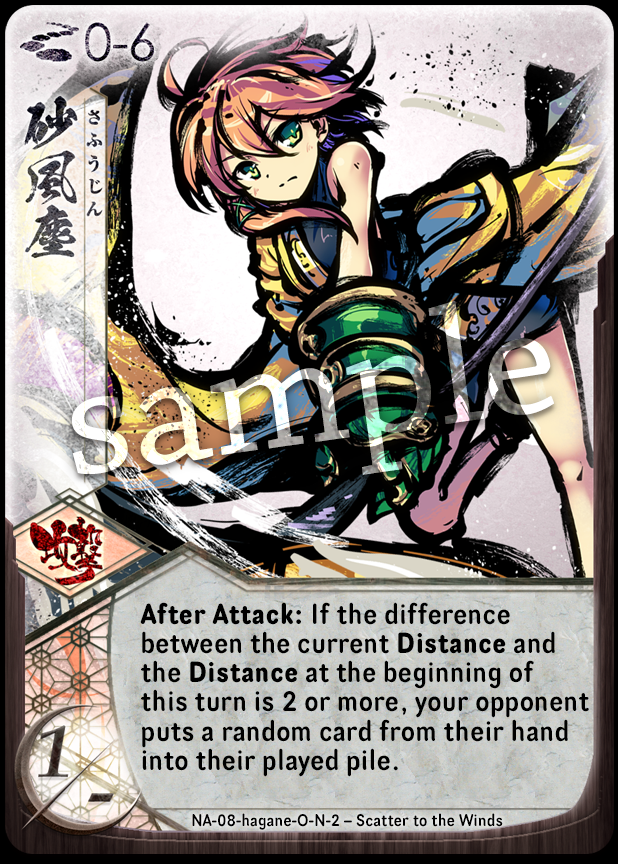 0-6
砂風塵
さふうじん
sample
攻撃
After Attack: If the difference
between the current Distance and
the Distance at the beginning of
this turn is 2 or more, your opponent
puts a random card from their hand
into their played pile.
1/-
NA-08-hagane-O-N-2 – Scatter to the Winds